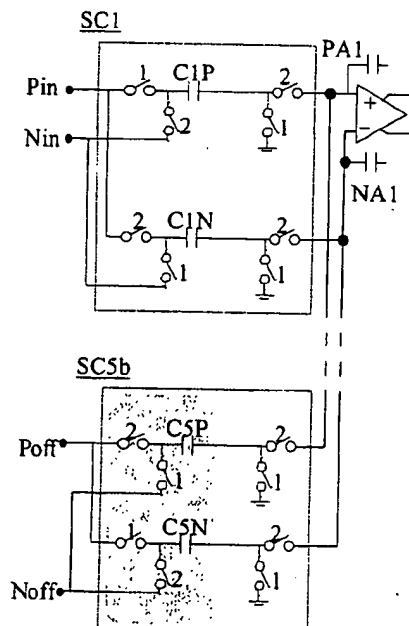 SC1
PA1
1 C1P 2
Pin
+
2 1
Nin
−
NA1
2 C1N 2
1 1
SC5b
2 C5P 2
Poff
1 1
1 C5N 2
2 1
Noff